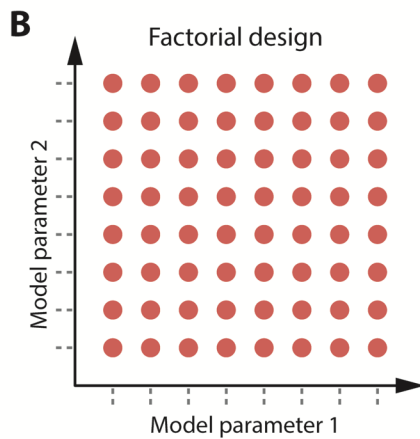 B
Factorial design
Model parameter 2
Model parameter 1